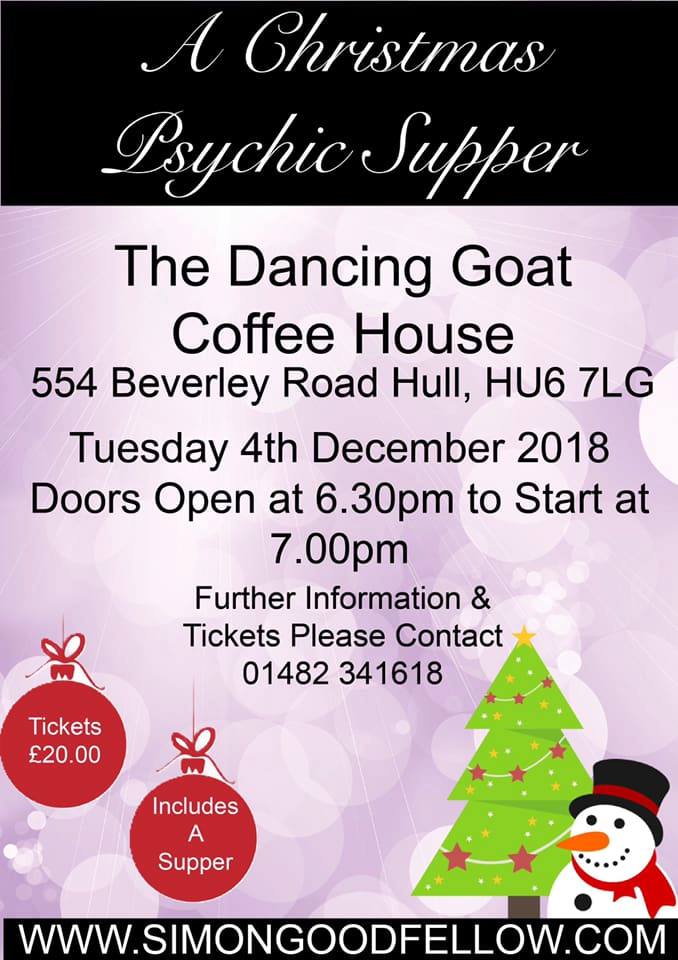 A Christmas
Psychic Supper
The Dancing Goat
Coffee House
554 Beverley Road Hull, HU6 7LG
Tuesday 4th December 2018
Doors Open at 6.30pm to Start at
7.00pm
Further Information &
Tickets Please Contact
01482 341618
Tickets
£20.00
Includes
A
Supper
WWW.SIMONGOODFELLOW.COM